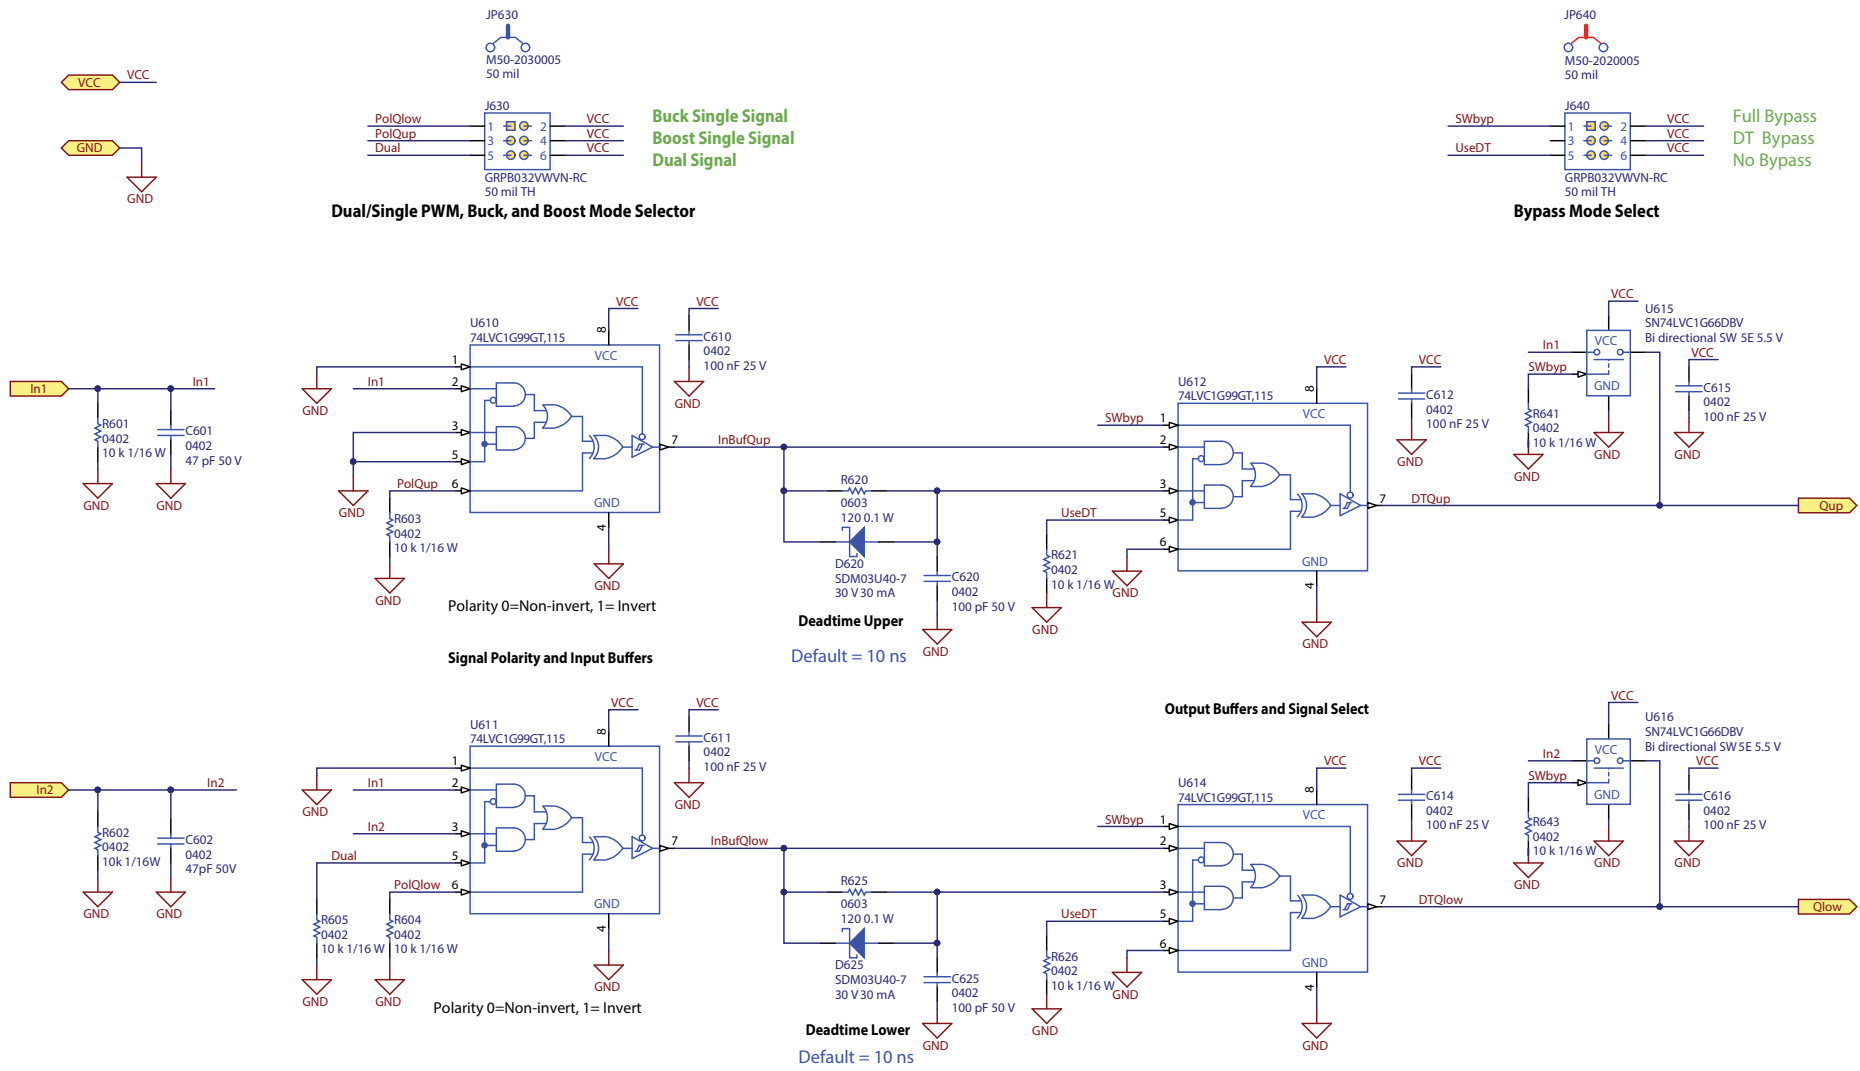 JP630
M50-2030005
50 mil
JP640
M50-2020005
50 mil
VCC VCC
GND
GND
J630
PolQlow 1 2 VCC Buck Single Signal
PolQup 3 4 VCC Boost Single Signal
Dual 5 6 VCC Dual Signal
GRPB032VWVN-RC
50 mil TH
Dual/Single PWM, Buck, and Boost Mode Selector
J640
SWbyp 1 2 VCC Full Bypass
3 4 VCC DT Bypass
UseDT 5 6 VCC No Bypass
GRPB032VWVN-RC
50 mil TH
Bypass Mode Select
In1 In1
R601
0402
10 k 1/16 W
GND
C601
0402
47 pF 50 V
GND
U610
74LVC1G99GT,115
VCC
8
VCC
1
GND
In1 2
3
5
GND
PolQup 6
7 InBufQup
GND
4
GND
R603
0402
10 k 1/16 W
GND
VCC
C610
0402
100 nF 25 V
GND
Polarity 0=Non-invert, 1= Invert
Signal Polarity and Input Buffers
R620
0603
120 0.1 W
D620
SDM03U40-7
30 V 30 mA
C620
0402
100 pF 50 V
GND
Deadtime Upper
Default = 10 ns
U612
74LVC1G99GT,115
VCC
8
VCC
SWbyp 1
2
3
UseDT 5
6
7 DTQup
GND
4
GND
R621
0402
10 k 1/16 W
GND
GND
VCC
C612
0402
100 nF 25 V
GND
VCC
U615
SN74LVC1G66DBV
Bi directional SW 5E 5.5 V
VCC
GND
In1
SWbyp
R641
0402
10 k 1/16 W
GND
GND
VCC
C615
0402
100 nF 25 V
GND
Qup
In2 In2
R602
0402
10k 1/16W
GND
C602
0402
47pF 50V
GND
U611
74LVC1G99GT,115
VCC
8
VCC
1
GND
In1 2
In2 3
Dual 5
PolQlow 6
7 InBufQlow
GND
4
GND
R605
0402
10 k 1/16 W
GND
R604
0402
10 k 1/16 W
GND
VCC
C611
0402
100 nF 25 V
GND
Polarity 0=Non-invert, 1= Invert
R625
0603
120 0.1 W
D625
SDM03U40-7
30 V 30 mA
C625
0402
100 pF 50 V
GND
Deadtime Lower
Default = 10 ns
Output Buffers and Signal Select
U614
74LVC1G99GT,115
VCC
8
VCC
SWbyp 1
2
3
UseDT 5
6
7 DTQlow
GND
4
GND
R626
0402
10 k 1/16 W
GND
GND
VCC
C614
0402
100 nF 25 V
GND
VCC
U616
SN74LVC1G66DBV
Bi directional SW 5E 5.5 V
VCC
GND
In2
SWbyp
R643
0402
10 k 1/16 W
GND
GND
VCC
C616
0402
100 nF 25 V
GND
Qlow